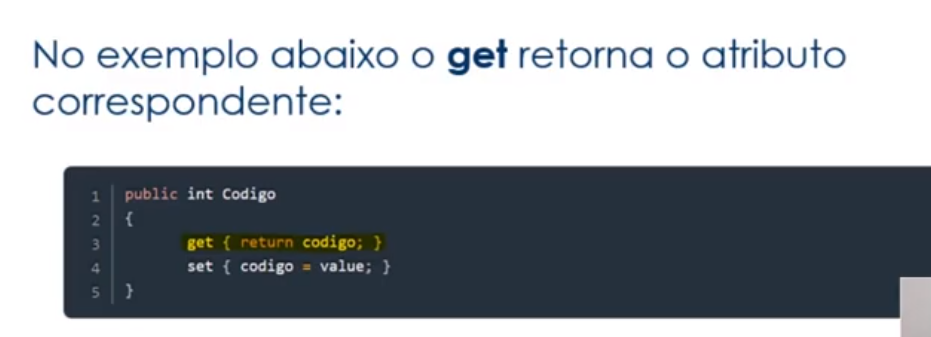 No exemplo abaixo o get retorna o atributo
correspondente:
1 public int Codigo
2 {
3 get { return codigo; }
4 set { codigo = value; }
5 }